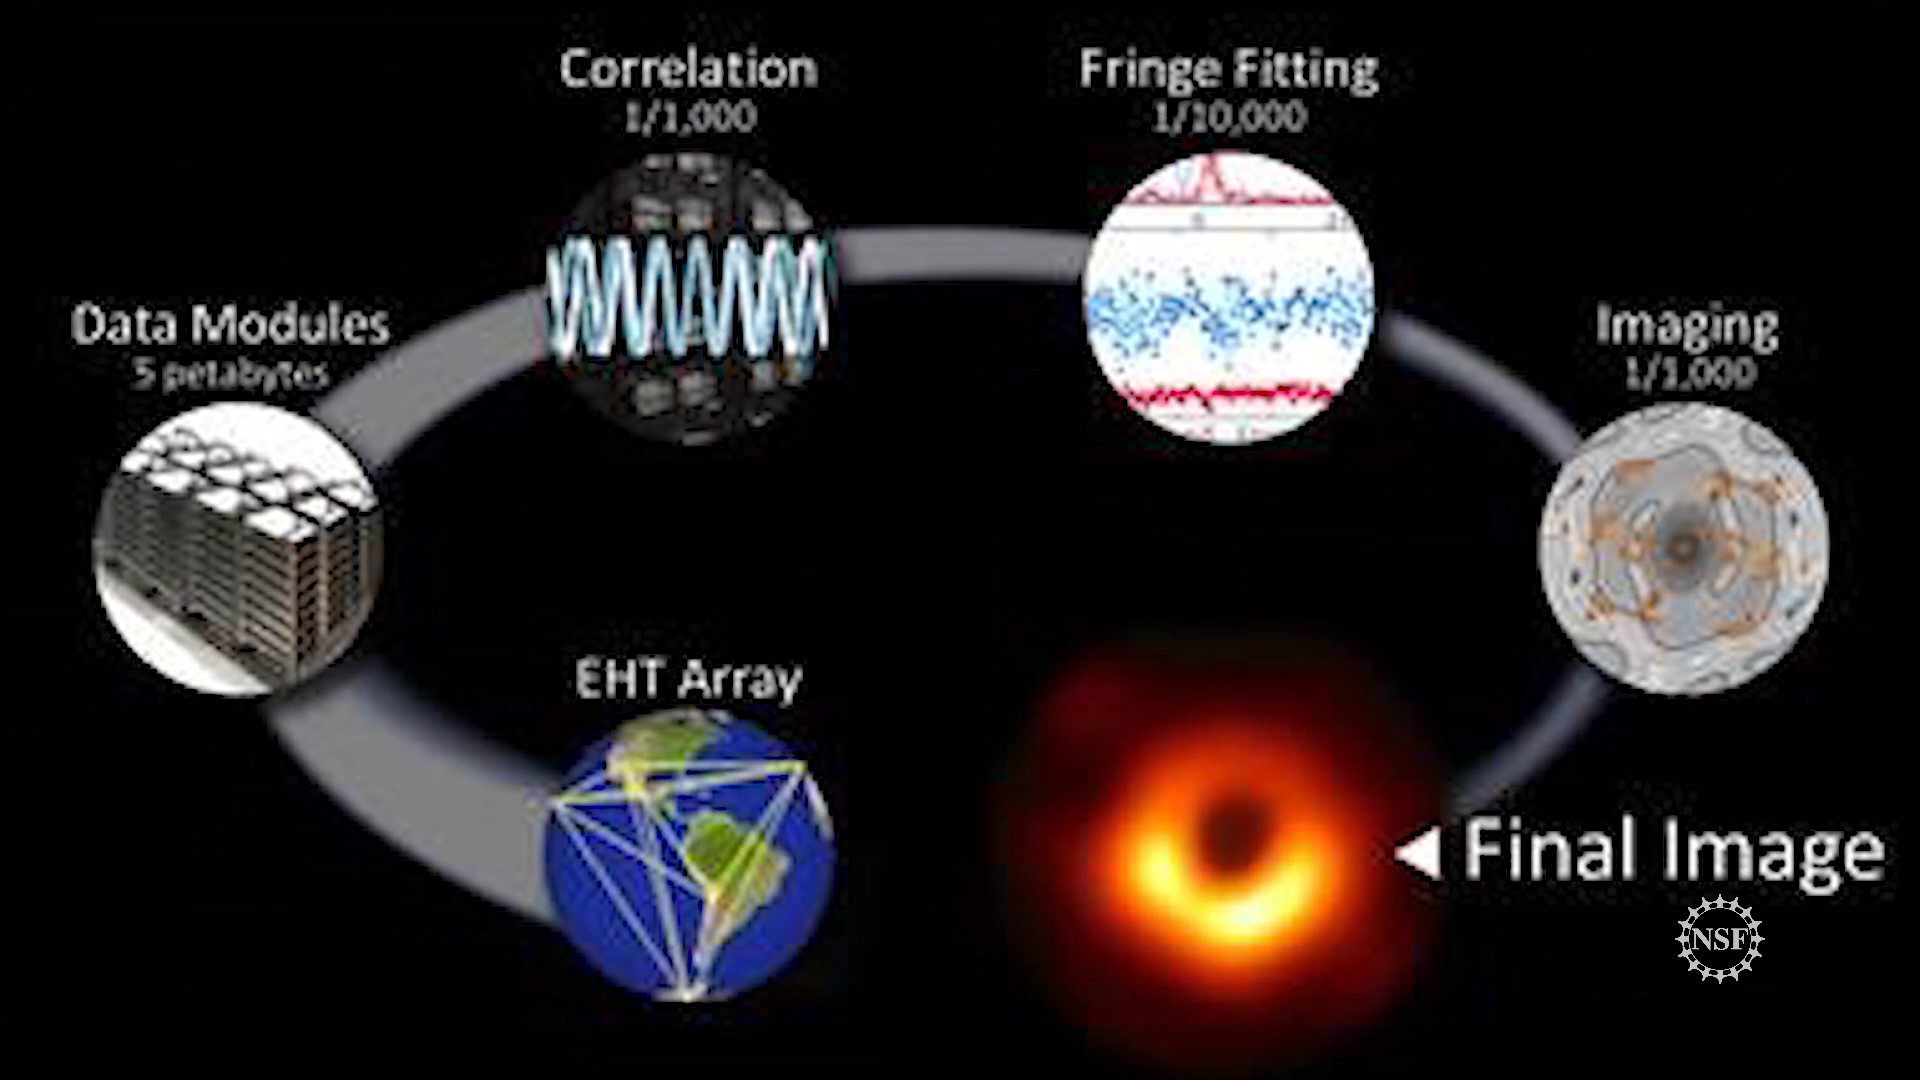 Correlation
1/1,000
Fringe Fitting
1/10,000
Data Modules
5 petabytes
Imaging
1/1,000
EHT Array
Final Image
NSF